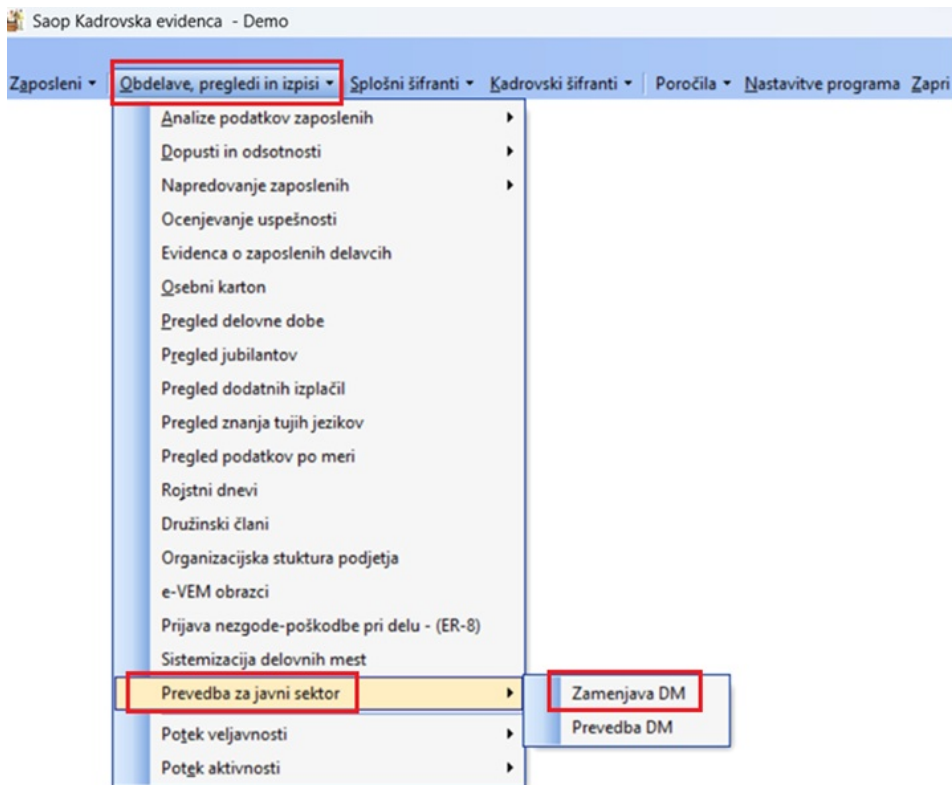 Saop Kadrovska evidenca - Demo
Zaposleni Obdelave, pregledi in izpisi Splošni šifranti Kadrovski šifranti Poročila Nastavitve programa Zapri
Analize podatkov zaposlenih
Dopusti in odsotnosti
Napredovanje zaposlenih
Ocenjevanje uspešnosti
Evidenca o zaposlenih delavcih
Osebni karton
Pregled delovne dobe
Pregled jubilantov
Pregled dodatnih izplačil
Pregled znanja tujih jezikov
Pregled podatkov po meri
Rojstni dnevi
Družinski člani
Organizacijska stuktura podjetja
e-VEM obrazci
Prijava nezgode-poškodbe pri delu - (ER-8)
Sistemizacija delovnih mest
Prevedba za javni sektor
Zamenjava DM
Prevedba DM
Potek veljavnosti
Potek aktivnosti